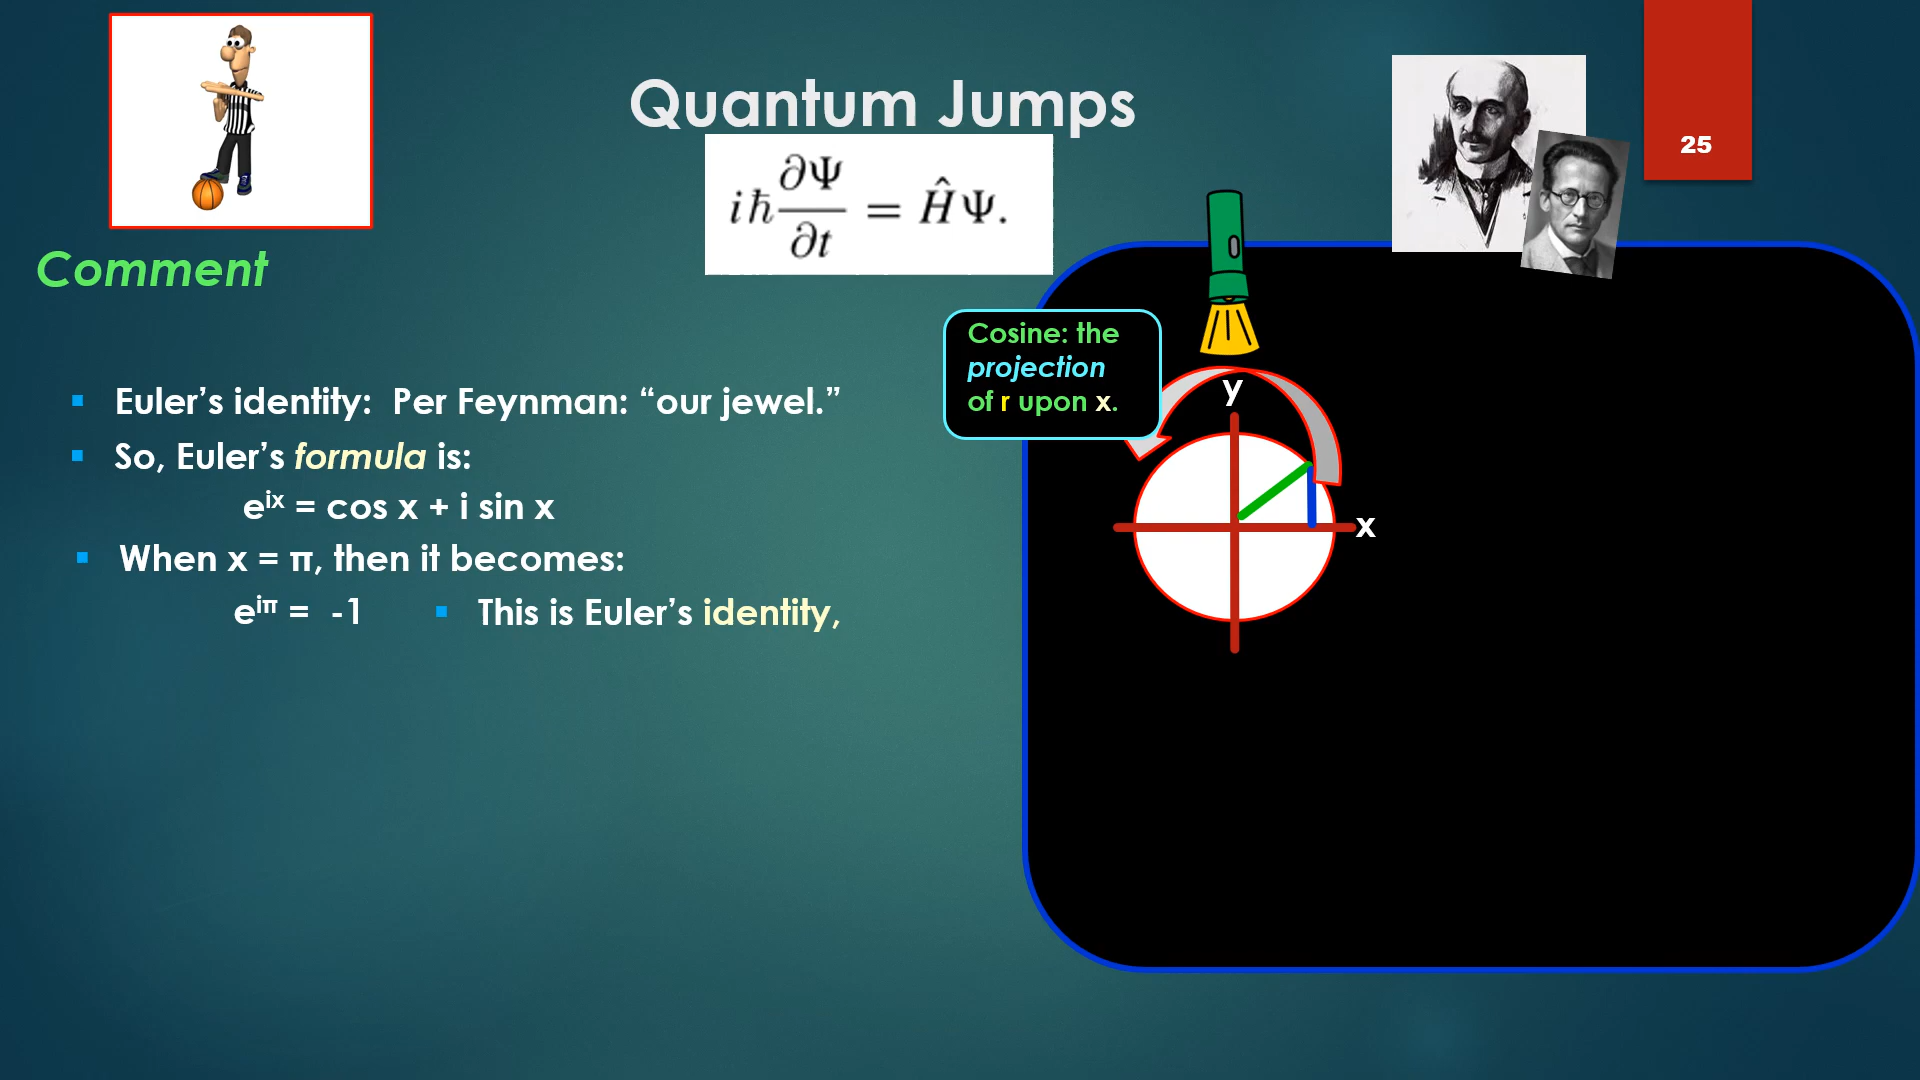 Quantum Jumps
25
iħ ∂Ψ/∂t = ĤΨ.
Comment
Cosine: the
projection
of r upon x.
y
x
▪ Euler’s identity:  Per Feynman: “our jewel.”
▪ So, Euler’s formula is:
eⁱˣ = cos x + i sin x
▪ When x = π, then it becomes:
e^iπ =  -1
▪ This is Euler’s identity,